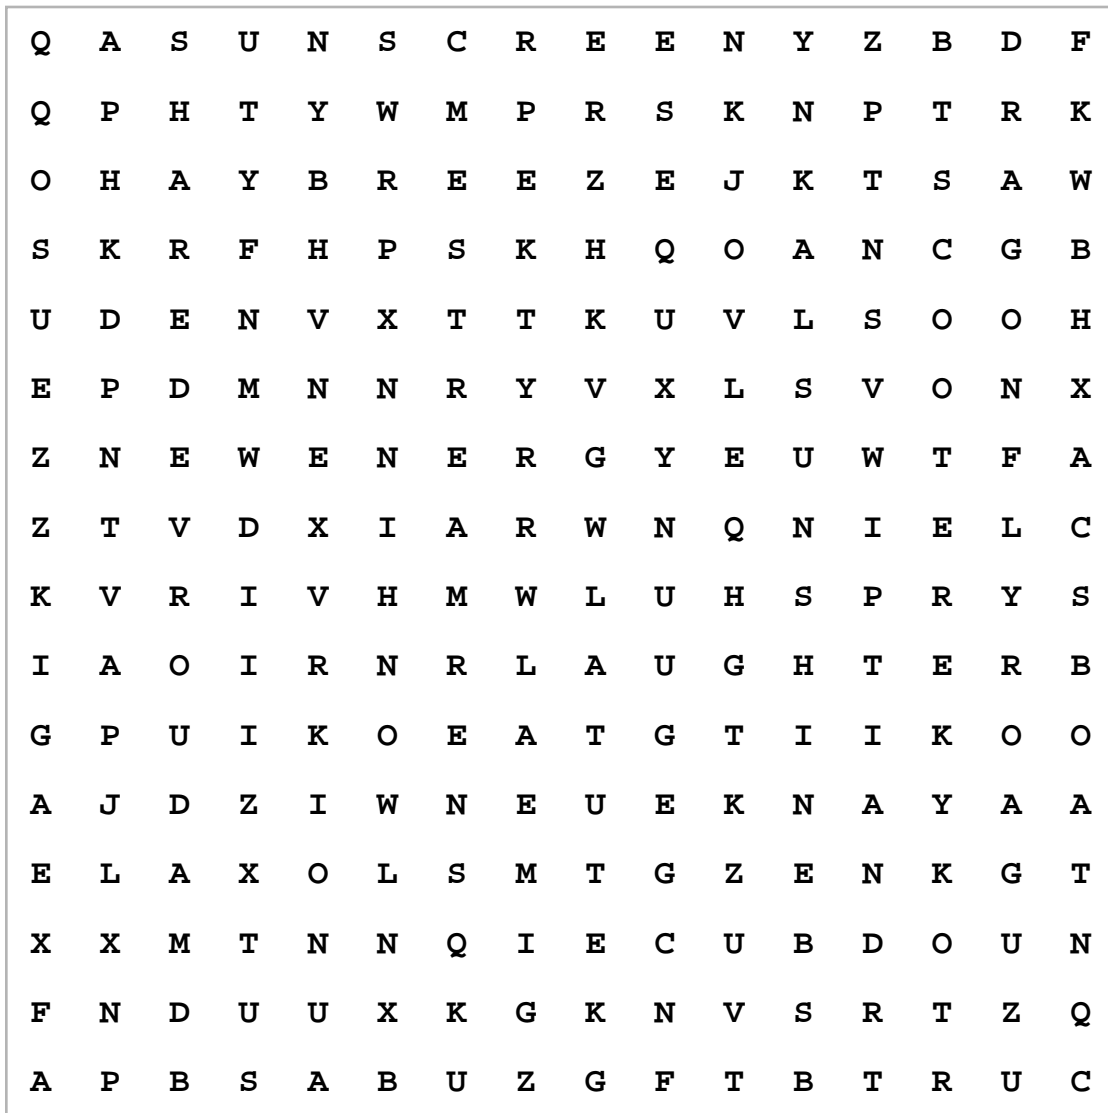 Q A S U N S C R E E N Y Z B D F
Q P H T Y W M P R S K N P T R K
O H A Y B R E E Z E J K T S A W
S K R F H P S K H Q O A N C G B
U D E N V X T T K U V L S O O H
E P D M N N R Y V X L S V O N X
Z N E W E N E R G Y E U W T F A
Z T V D X I A R W N Q N I E L C
K V R I V H M W L U H S P R Y S
I A O I R N R L A U G H T E R B
G P U I K O E A T G T I I K O O
A J D Z I W N E U E K N A Y A A
E L A X O L S M T G Z E N K G T
X X M T N N Q I E C U B D O U N
F N D U U X K G K N V S R T Z Q
A P B S A B U Z G F T B T R U C